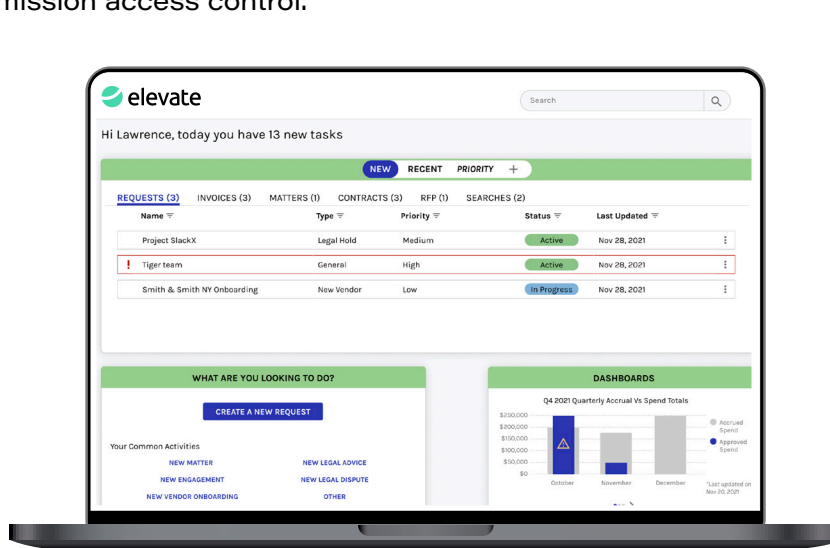 mission access control.
elevate
Search
Hi Lawrence, today you have 13 new tasks
NEW RECENT PRIORITY +
REQUESTS (3) INVOICES (3) MATTERS (1) CONTRACTS (3) RFP (1) SEARCHES (2)
Name Type Priority Status Last Updated
Project SlackX Legal Hold Medium Active Nov 28, 2021
! Tiger team General High Active Nov 28, 2021
Smith & Smith NY Onboarding New Vendor Low In Progress Nov 28, 2021
WHAT ARE YOU LOOKING TO DO?
CREATE A NEW REQUEST
Your Common Activities
NEW MATTER NEW LEGAL ADVICE
NEW ENGAGEMENT NEW LEGAL DISPUTE
NEW VENDOR ONBOARDING OTHER
DASHBOARDS
Q4 2021 Quarterly Accrual Vs Spend Totals
$250,000
$200,000
$150,000
$100,000
$50,000
$0
October November December
Accrued
Spend
Approved
Spend
*Last updated on
Nov 20, 2021